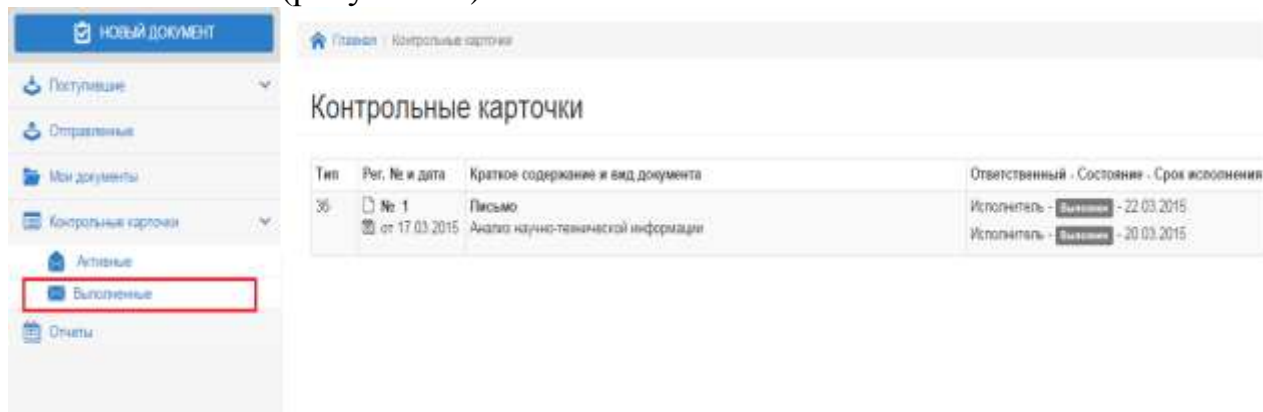 НОВЫЙ ДОКУМЕНТ
Главная / Контрольные карточки
Поступившие
Контрольные карточки
Отправленные
Мои документы
Тип Рег. № и дата Краткое содержание и вид документа Ответственный - Состояние - Срок исполнения
36 № 1 Письмо Исполнитель - Выполнен - 22.03.2015
от 17.03.2015 Анализ научно-технической информации Исполнитель - Выполнен - 20.03.2015
Контрольные карточки
Активные
Выполненные
Отчеты